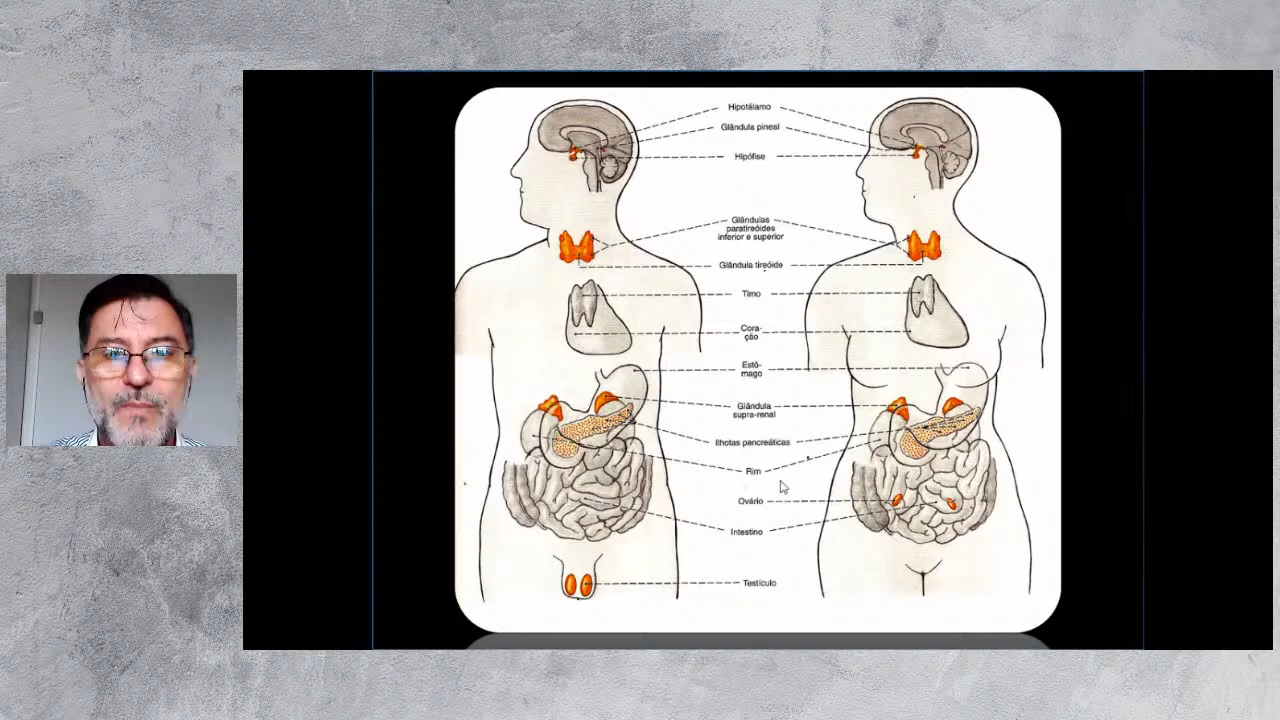 Hipotálamo
Glândula pineal
Hipófise
Glândulas
paratireóides
inferior e superior
Glândula tireóide
Timo
Cora-
ção
Estô-
mago
Glândula
supra-renal
Ilhotas pancreáticas
Rim
Ovário
Intestino
Testículo